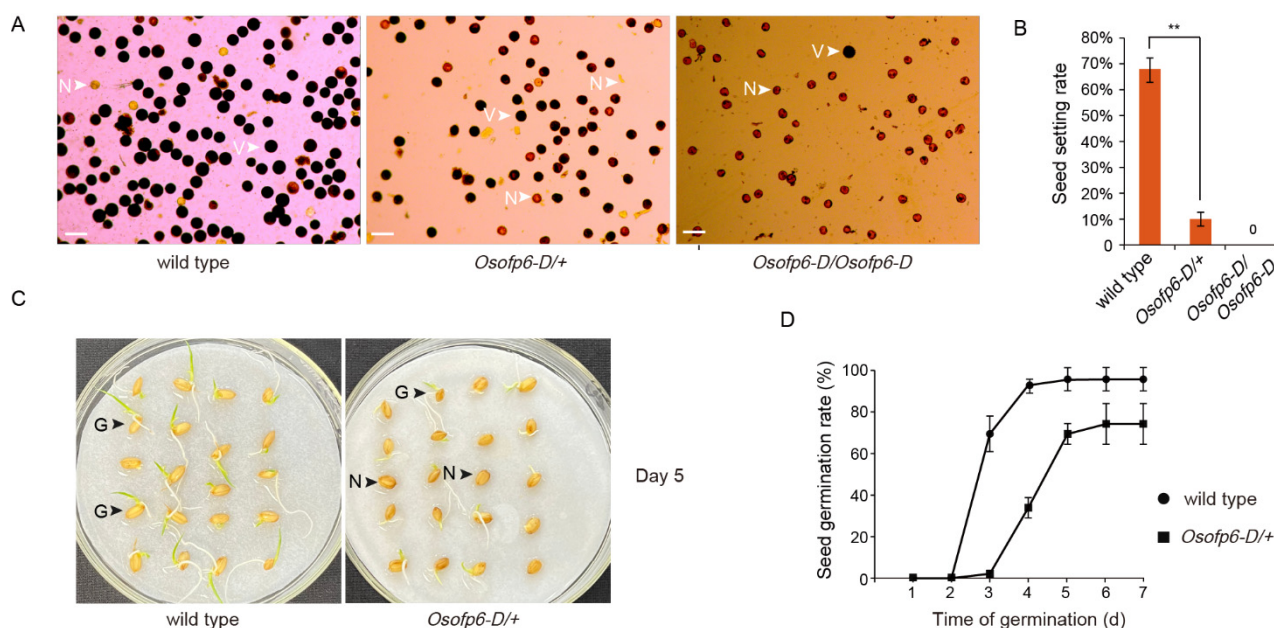 A
N
V
N
V
N
V
N
wild type
Osofp6-D/+
Osofp6-D/Osofp6-D
B
**
Seed setting rate
80%
70%
60%
50%
40%
30%
20%
10%
0
0
wild type
Osofp6-D/+
Osofp6-D/
Osofp6-D
C
G
G
G
N
N
Day 5
wild type
Osofp6-D/+
D
Seed germination rate (%)
100
80
60
40
20
0
1 2 3 4 5 6 7
Time of germination (d)
wild type
Osofp6-D/+